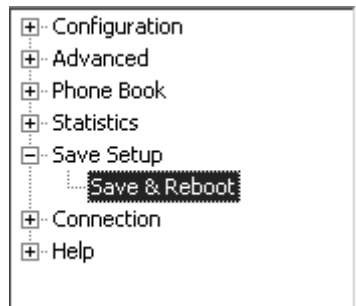 Configuration
Advanced
Phone Book
Statistics
Save Setup
Save & Reboot
Connection
Help